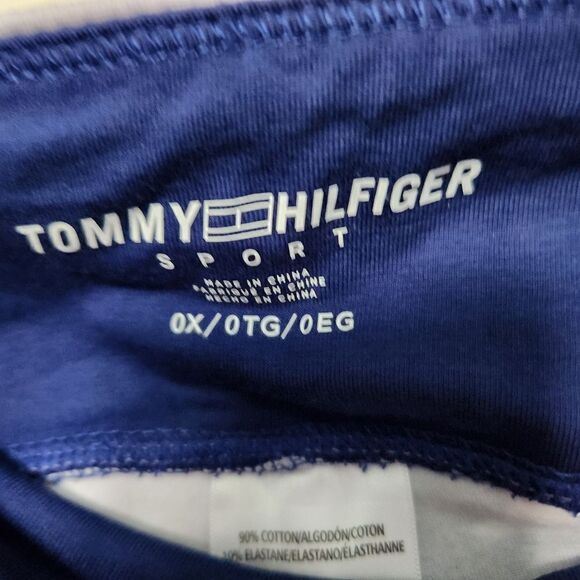 TOMMY HILFIGER
SPORT
MADE IN CHINA
FABRIQUÉ EN CHINE
HECHO EN CHINA
0X/0TG/0EG
90% COTTON/ALGODÓN/COTON
10% ELASTANE/ELASTANO/ÉLASTHANNE